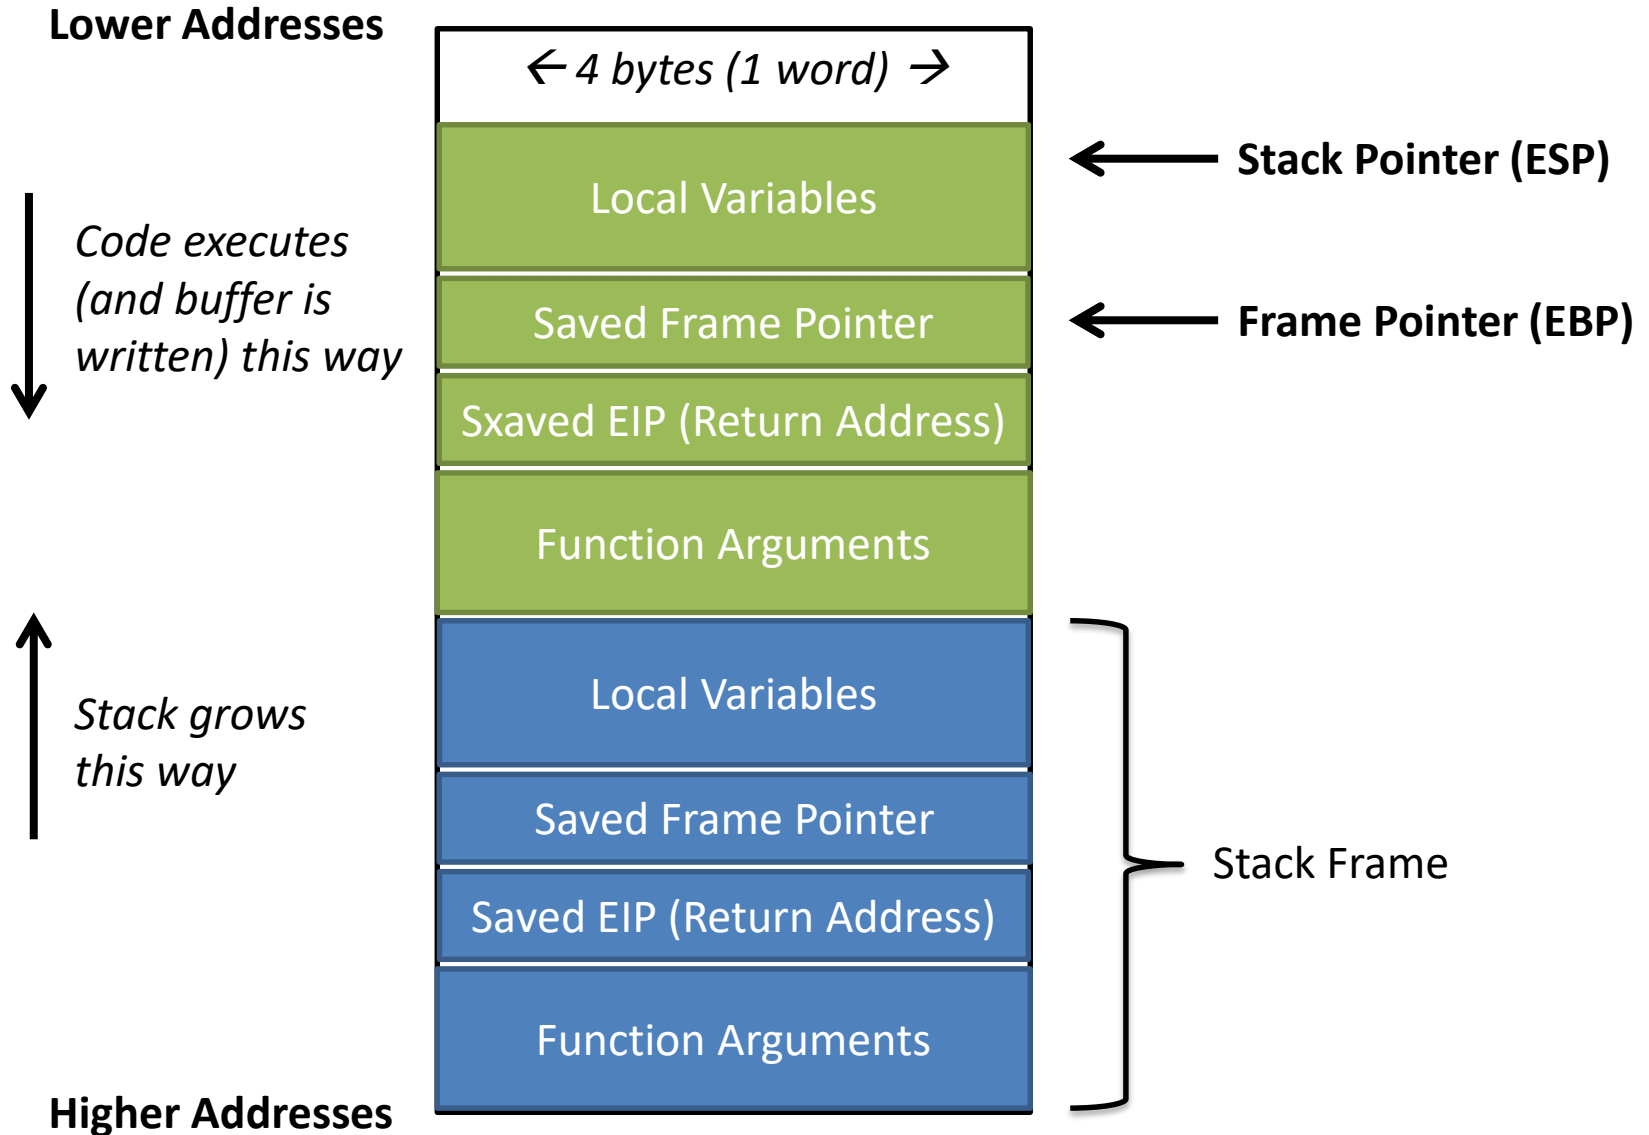 Lower Addresses
← 4 bytes (1 word) →
Stack Pointer (ESP)
Local Variables
Code executes
(and buffer is
written) this way
Saved Frame Pointer
Frame Pointer (EBP)
Sxaved EIP (Return Address)
Function Arguments
Local Variables
Stack grows
this way
Saved Frame Pointer
Stack Frame
Saved EIP (Return Address)
Function Arguments
Higher Addresses